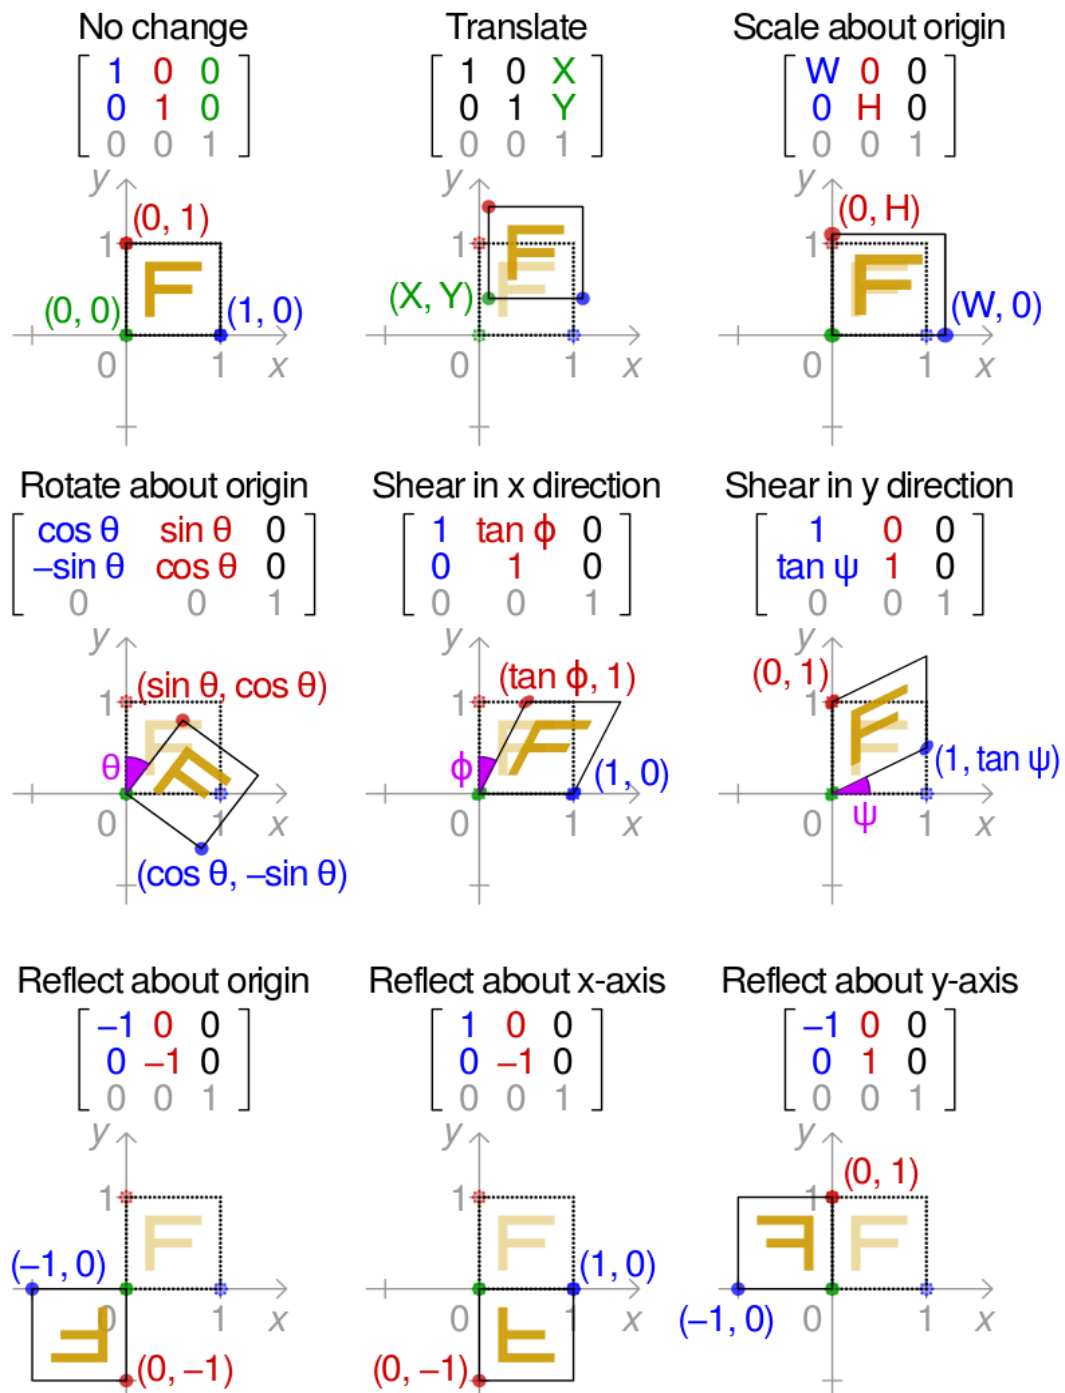 No change
Translate
Scale about origin
1 0 0
0 1 0
0 0 1
1 0 X
0 1 Y
0 0 1
W 0 0
0 H 0
0 0 1
y
(0, 1)
1
F
(0, 0)
(1, 0)
0
1
x
y
1
F
F
(X, Y)
0
1
x
y
(0, H)
1
F
F
(W, 0)
0
1
x
Rotate about origin
Shear in x direction
Shear in y direction
cos θ sin θ 0
–sin θ cos θ 0
0 0 1
1 tan ϕ 0
0 1 0
0 0 1
1 0 0
tan ψ 1 0
0 0 1
y
(sin θ, cos θ)
1
F
F
θ
0
1
x
(cos θ, –sin θ)
y
(tan ϕ, 1)
1
F
F
ϕ
(1, 0)
0
1
x
y
(0, 1)
1
F
F
(1, tan ψ)
0
ψ
1
x
Reflect about origin
Reflect about x-axis
Reflect about y-axis
–1 0 0
0 –1 0
0 0 1
1 0 0
0 –1 0
0 0 1
–1 0 0
0 1 0
0 0 1
y
1
F
(–1, 0)
0
1
x
F
(0, –1)
y
1
F
(1, 0)
0
1
x
F
(0, –1)
y
(0, 1)
1
F
F
(–1, 0)
0
1
x